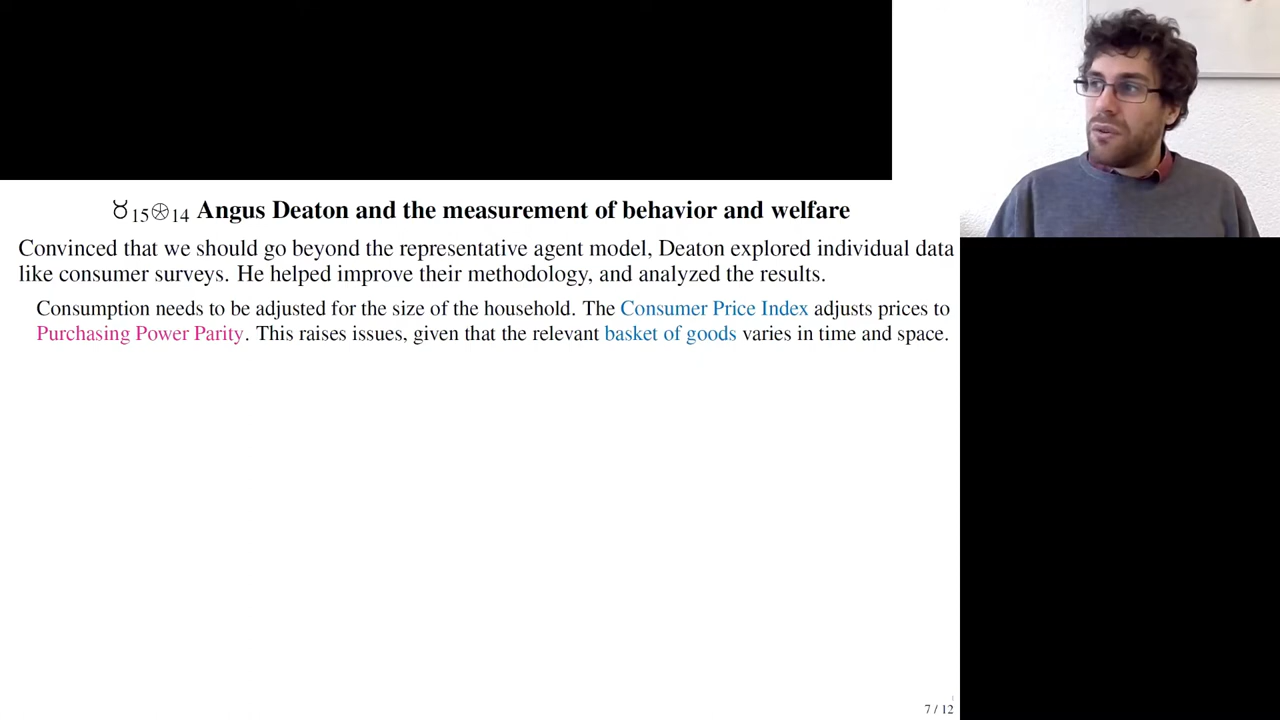 ♉15⊛14 Angus Deaton and the measurement of behavior and welfare
Convinced that we should go beyond the representative agent model, Deaton explored individual data
like consumer surveys. He helped improve their methodology, and analyzed the results.
Consumption needs to be adjusted for the size of the household. The Consumer Price Index adjusts prices to
Purchasing Power Parity. This raises issues, given that the relevant basket of goods varies in time and space.
7 / 12